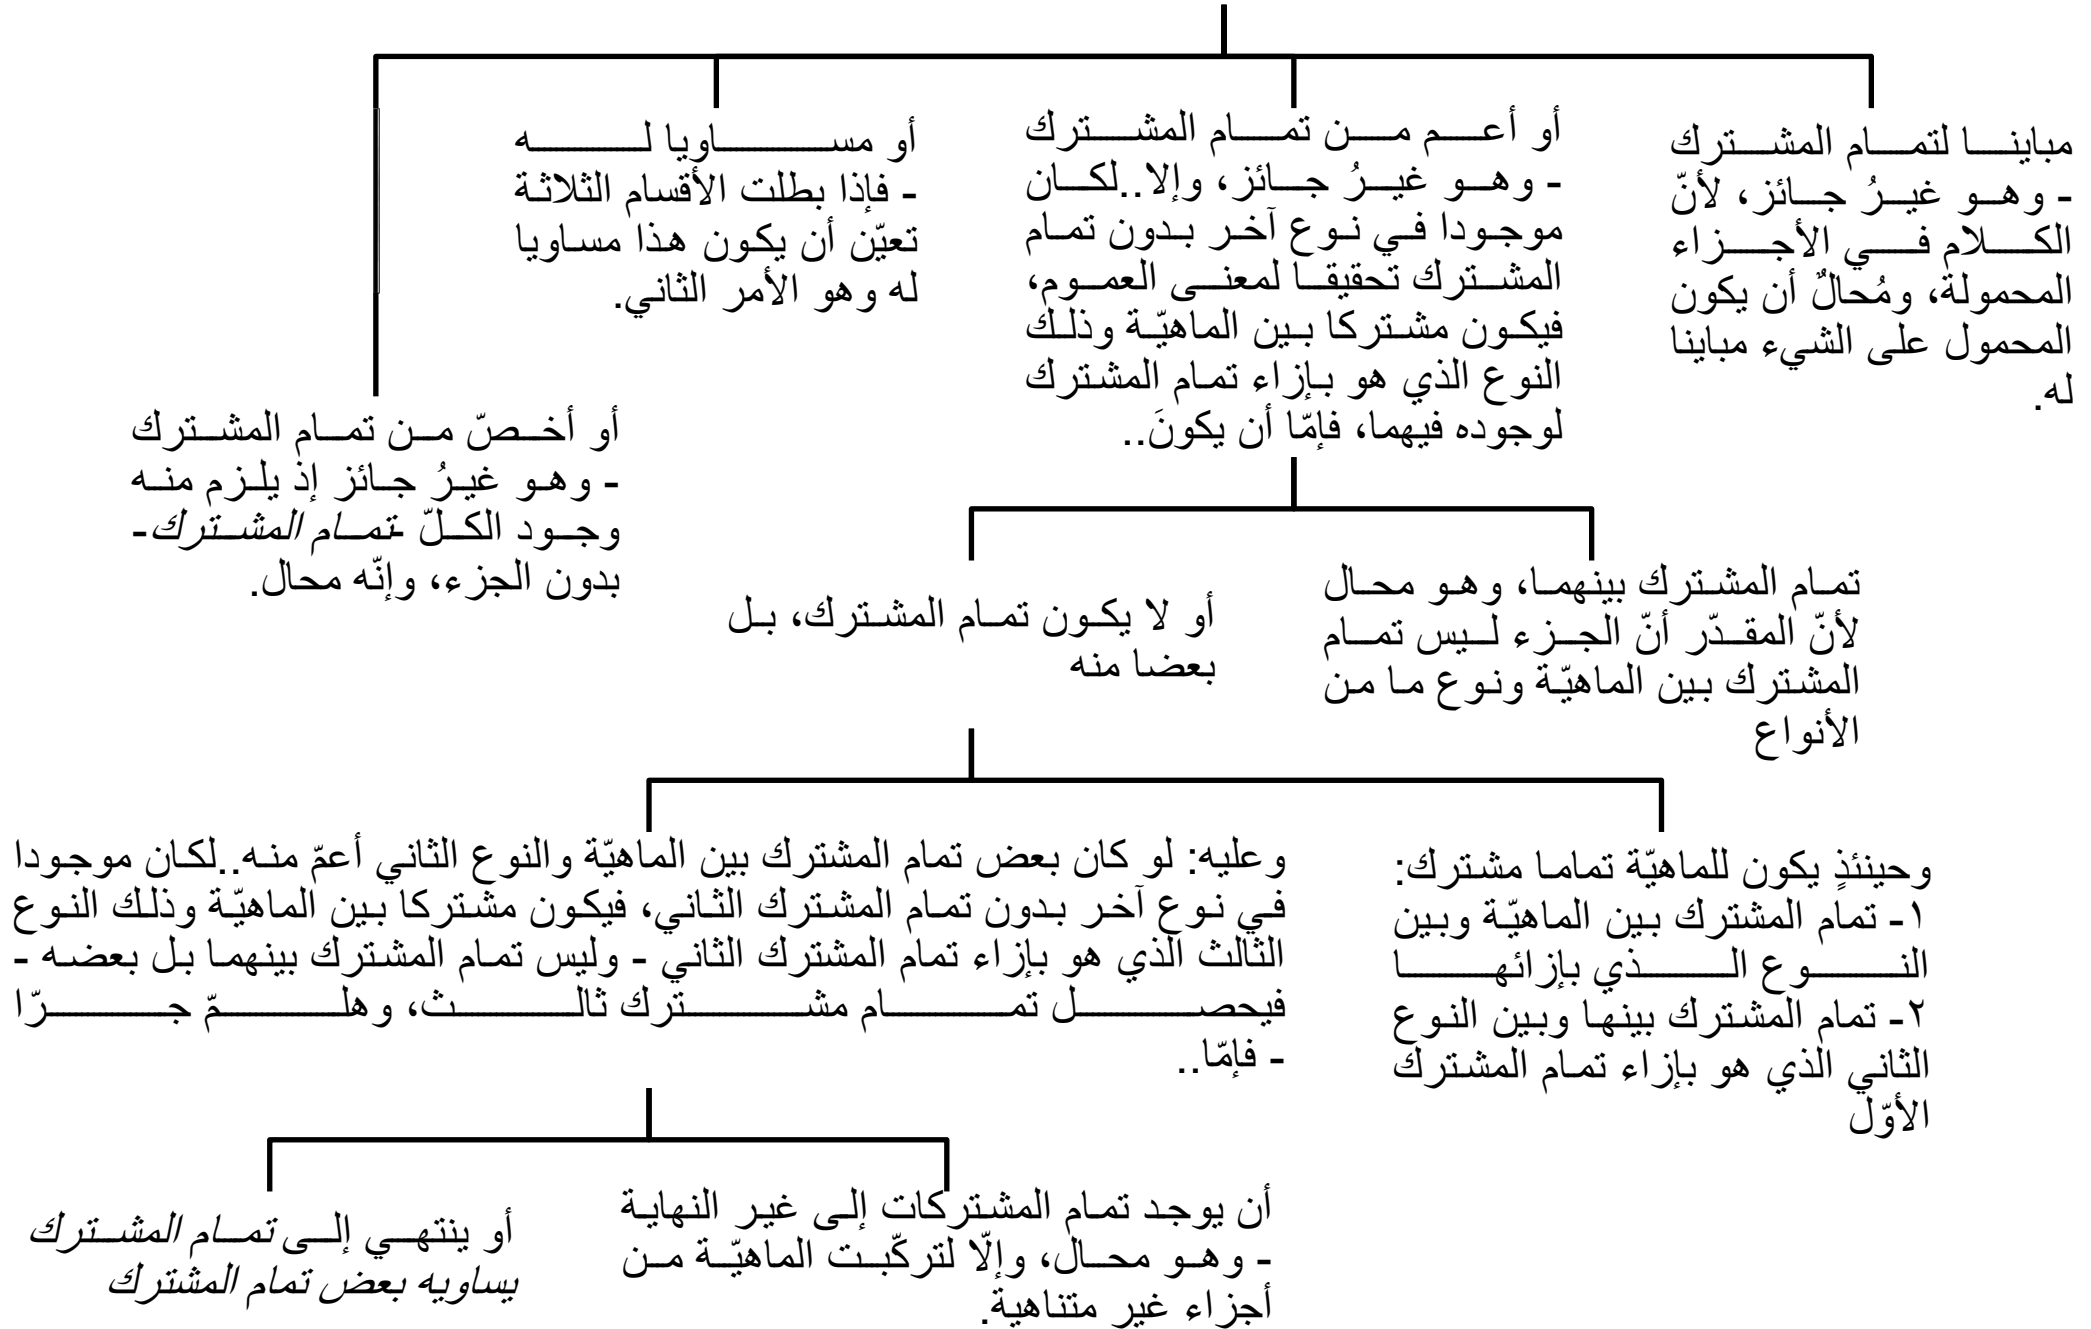 مباينا لتمام المشترك
- وهو غيرُ جائز، لأنّ
الكلام في الأجزاء
المحمولة، ومُحالٌ أن يكون
المحمول على الشيء مباينا
له.
أو أعم من تمام المشترك
- وهو غيرُ جائز، وإلا..لكان
موجودا في نوع آخر بدون تمام
المشترك تحقيقا لمعنى العموم،
فيكون مشتركا بين الماهيّة وذلك
النوع الذي هو بإزاء تمام المشترك
لوجوده فيهما، فإمّا أن يكونَ..
أو مساويا له
- فإذا بطلت الأقسام الثلاثة
تعيّن أن يكون هذا مساويا
له وهو الأمر الثاني.
أو أخصّ من تمام المشترك
- وهو غيرُ جائز إذ يلزم منه
وجود الكلّ -تمام المشترك-
بدون الجزء، وإنّه محال.
تمام المشترك بينهما، وهو محال
لأنّ المقدّر أنّ الجزء ليس تمام
المشترك بين الماهيّة ونوع ما من
الأنواع
أو لا يكون تمام المشترك، بل
بعضا منه
وحينئذٍ يكون للماهيّة تماما مشترك:
١- تمام المشترك بين الماهيّة وبين
النوع الذي بإزائها
٢- تمام المشترك بينها وبين النوع
الثاني الذي هو بإزاء تمام المشترك
الأوّل
وعليه: لو كان بعض تمام المشترك بين الماهيّة والنوع الثاني أعمّ منه..لكان موجودا
في نوع آخر بدون تمام المشترك الثاني، فيكون مشتركا بين الماهيّة وذلك النوع
الثالث الذي هو بإزاء تمام المشترك الثاني - وليس تمام المشترك بينهما بل بعضه -
فيحصل تمام مشترك ثالث، وهلمّ جرّا
- فإمّا..
أن يوجد تمام المشتركات إلى غير النهاية
- وهو محال، وإلّا لتركّبت الماهيّة من
أجزاء غير متناهية.
أو ينتهي إلى تمام المشترك
يساويه بعض تمام المشترك